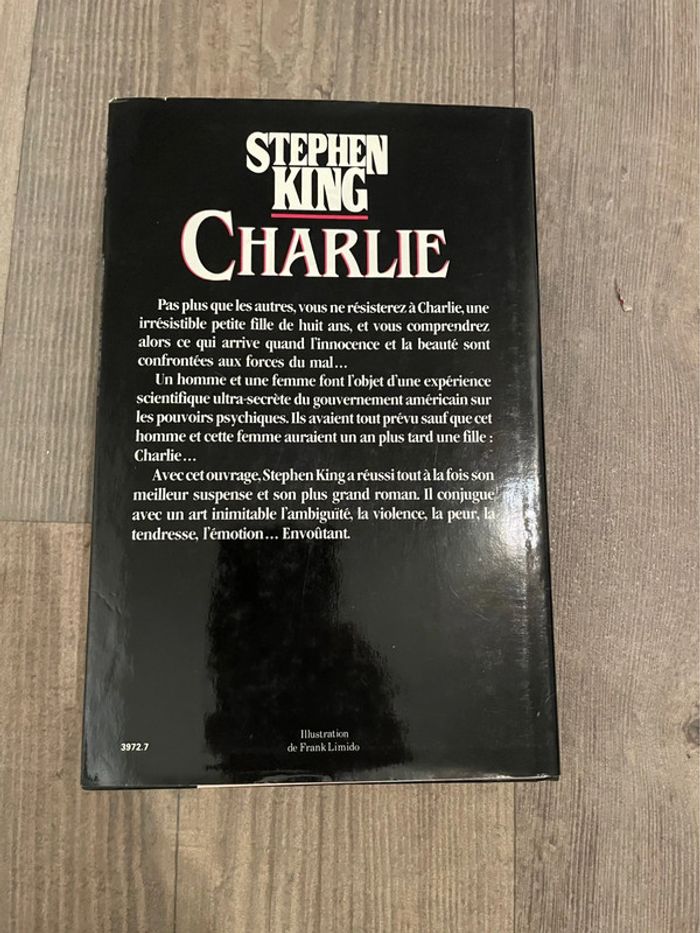 STEPHEN
KING
CHARLIE
Pas plus que les autres, vous ne résisterez à Charlie, une
irrésistible petite fille de huit ans, et vous comprendrez
alors ce qui arrive quand l'innocence et la beauté sont
confrontées aux forces du mal...
Un homme et une femme font l'objet d'une expérience
scientifique ultra-secrète du gouvernement américain sur
les pouvoirs psychiques. Ils avaient tout prévu sauf que cet
homme et cette femme auraient un an plus tard une fille :
Charlie...
Avec cet ouvrage, Stephen King a réussi tout à la fois son
meilleur suspense et son plus grand roman. Il conjugue
avec un art inimitable l'ambiguïté, la violence, la peur, la
tendresse, l'émotion... Envoûtant.
Illustration
de Frank Limido
3972.7